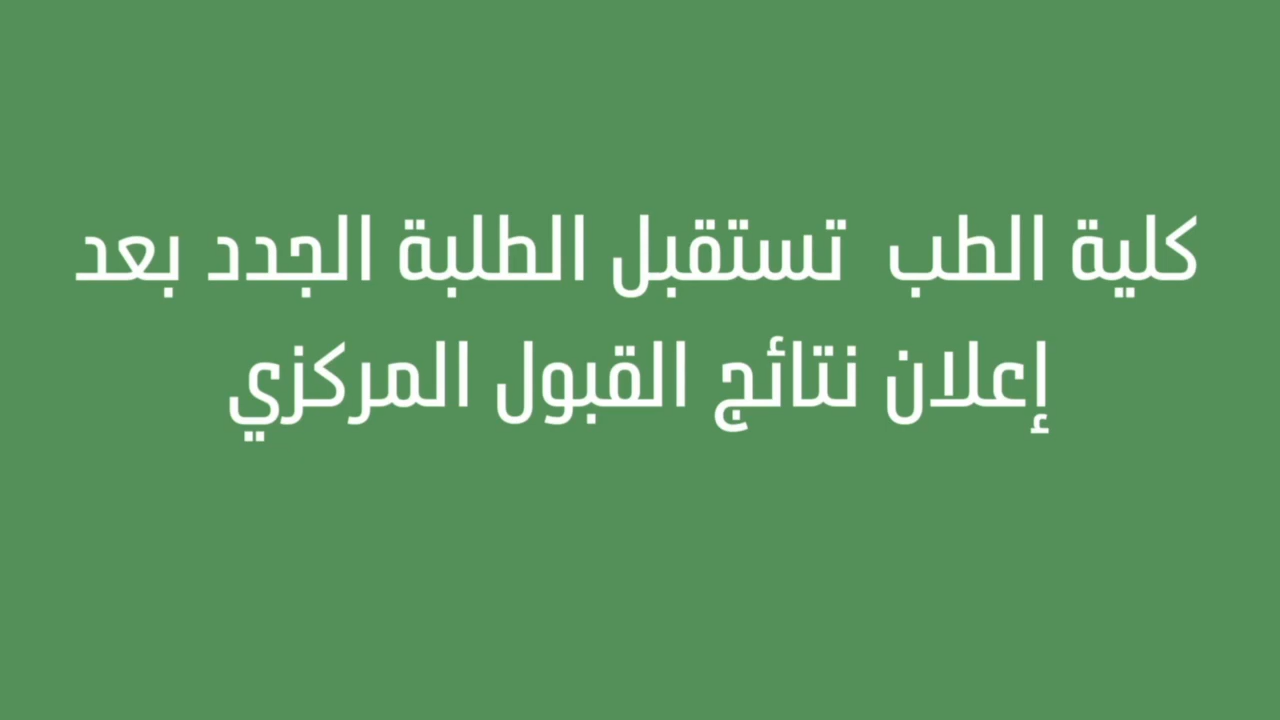 كلية الطب  تستقبل الطلبة الجدد بعد
إعلان نتائج القبول المركزي